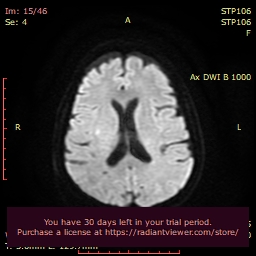 Im: 15/46
Se: 4
STP106
STP106
F
A
Ax DWI B 1000
R
L
You have 30 days left in your trial period.
Purchase a license at https://radiantviewer.com/store/